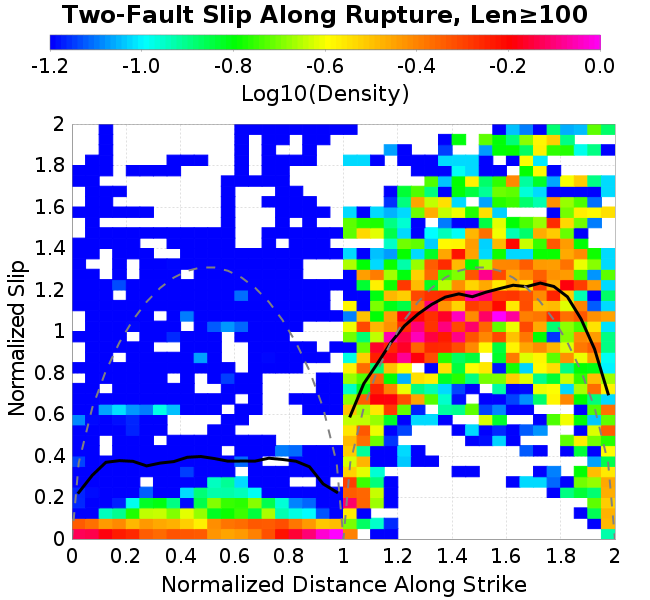 Two-Fault Slip Along Rupture, Len≥100
-1.2 -1.0 -0.8 -0.6 -0.4 -0.2 0.0
Log10(Density)
2
1.8
1.6
1.4
1.2
1
0.8
0.6
0.4
0.2
0
Normalized Slip
0 0.2 0.4 0.6 0.8 1 1.2 1.4 1.6 1.8 2
Normalized Distance Along Strike